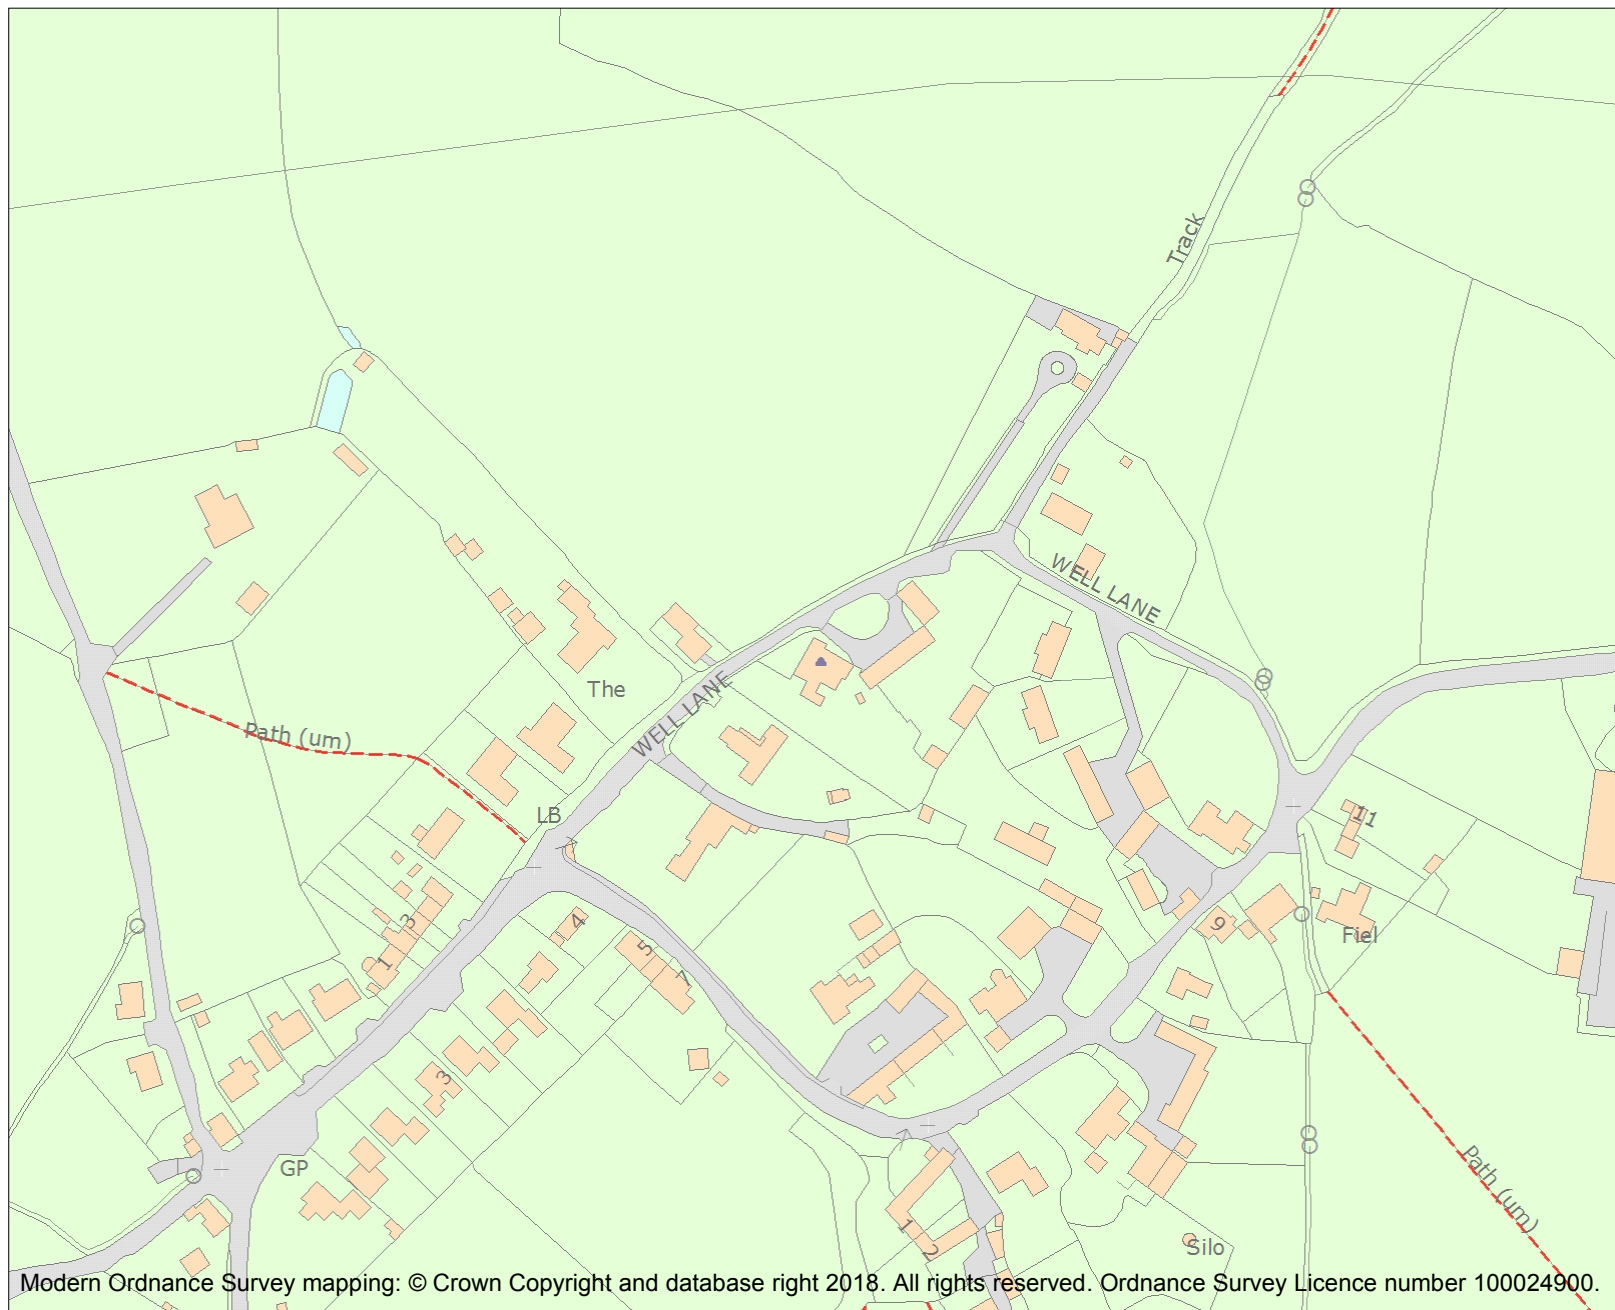 Track
WELL LANE
The
WELL LANE
Path (um)
LB
11
3
4
9
Fiel
5
1
7
3
GP
Path (um)
1
2
Silo
Modern Ordnance Survey mapping: © Crown Copyright and database right 2018. All rights reserved. Ordnance Survey Licence number 100024900.